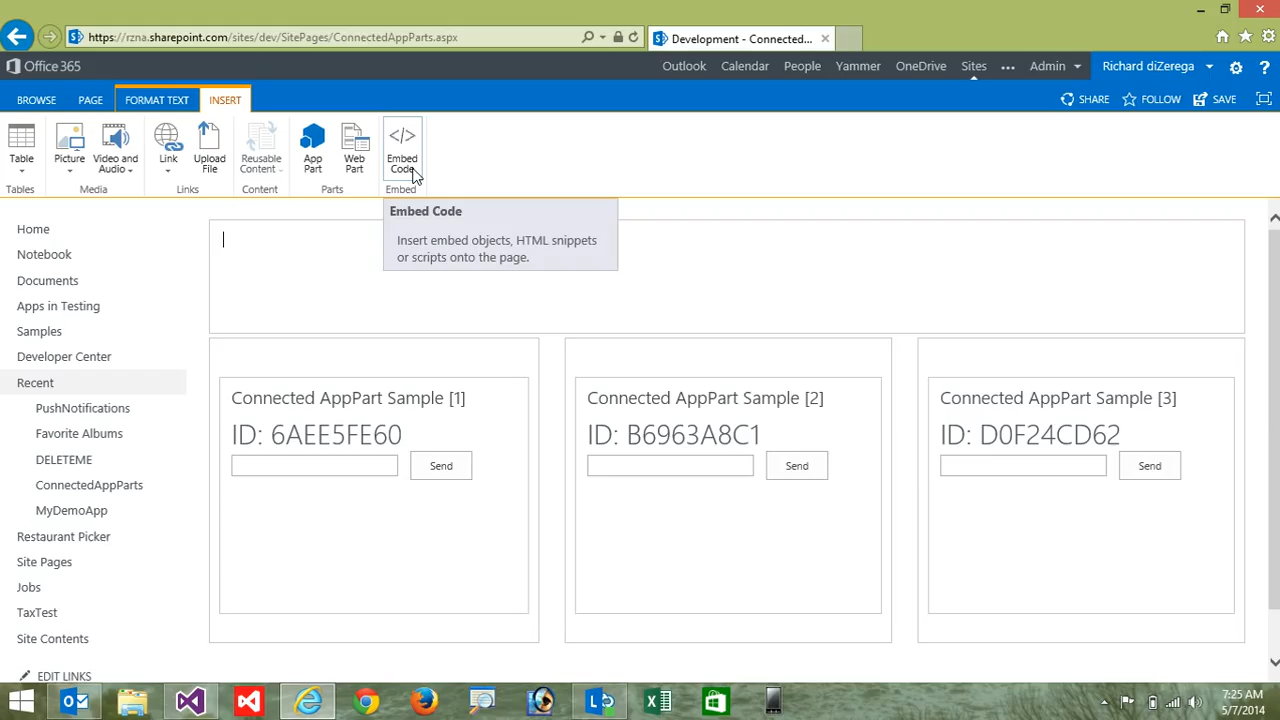 https://rzna.sharepoint.com/sites/dev/SitePages/ConnectedAppParts.aspx
Development - Connected...
Office 365
Outlook Calendar People Yammer OneDrive Sites ••• Admin Richard diZerega ?
BROWSE PAGE FORMAT TEXT INSERT
SHARE FOLLOW SAVE
Table
Picture
Video and Audio
Link
Upload File
Reusable Content
App Part
Web Part
Embed Code
Tables Media Links Content Parts Embed
Embed Code
Insert embed objects, HTML snippets
or scripts onto the page.
Home
Notebook
Documents
Apps in Testing
Samples
Developer Center
Recent
PushNotifications
Favorite Albums
DELETEME
ConnectedAppParts
MyDemoApp
Restaurant Picker
Site Pages
Jobs
TaxTest
Site Contents
EDIT LINKS
Connected AppPart Sample [1]
ID: 6AEE5FE60
Send
Connected AppPart Sample [2]
ID: B6963A8C1
Send
Connected AppPart Sample [3]
ID: D0F24CD62
Send
7:25 AM
5/7/2014